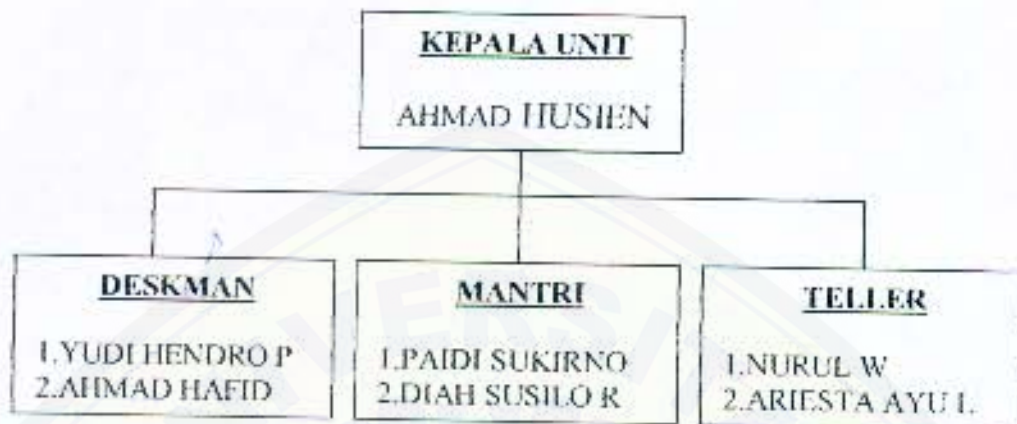 KEPALA UNIT
AHMAD HUSIEN
DESKMAN
1.YUDI HENDRO P
2.AHMAD HAFID
MANTRI
1.PAIDI SUKIRNO
2.DIAH SUSILO R
TELLER
1.NURUL W
2.ARIESTA AYU